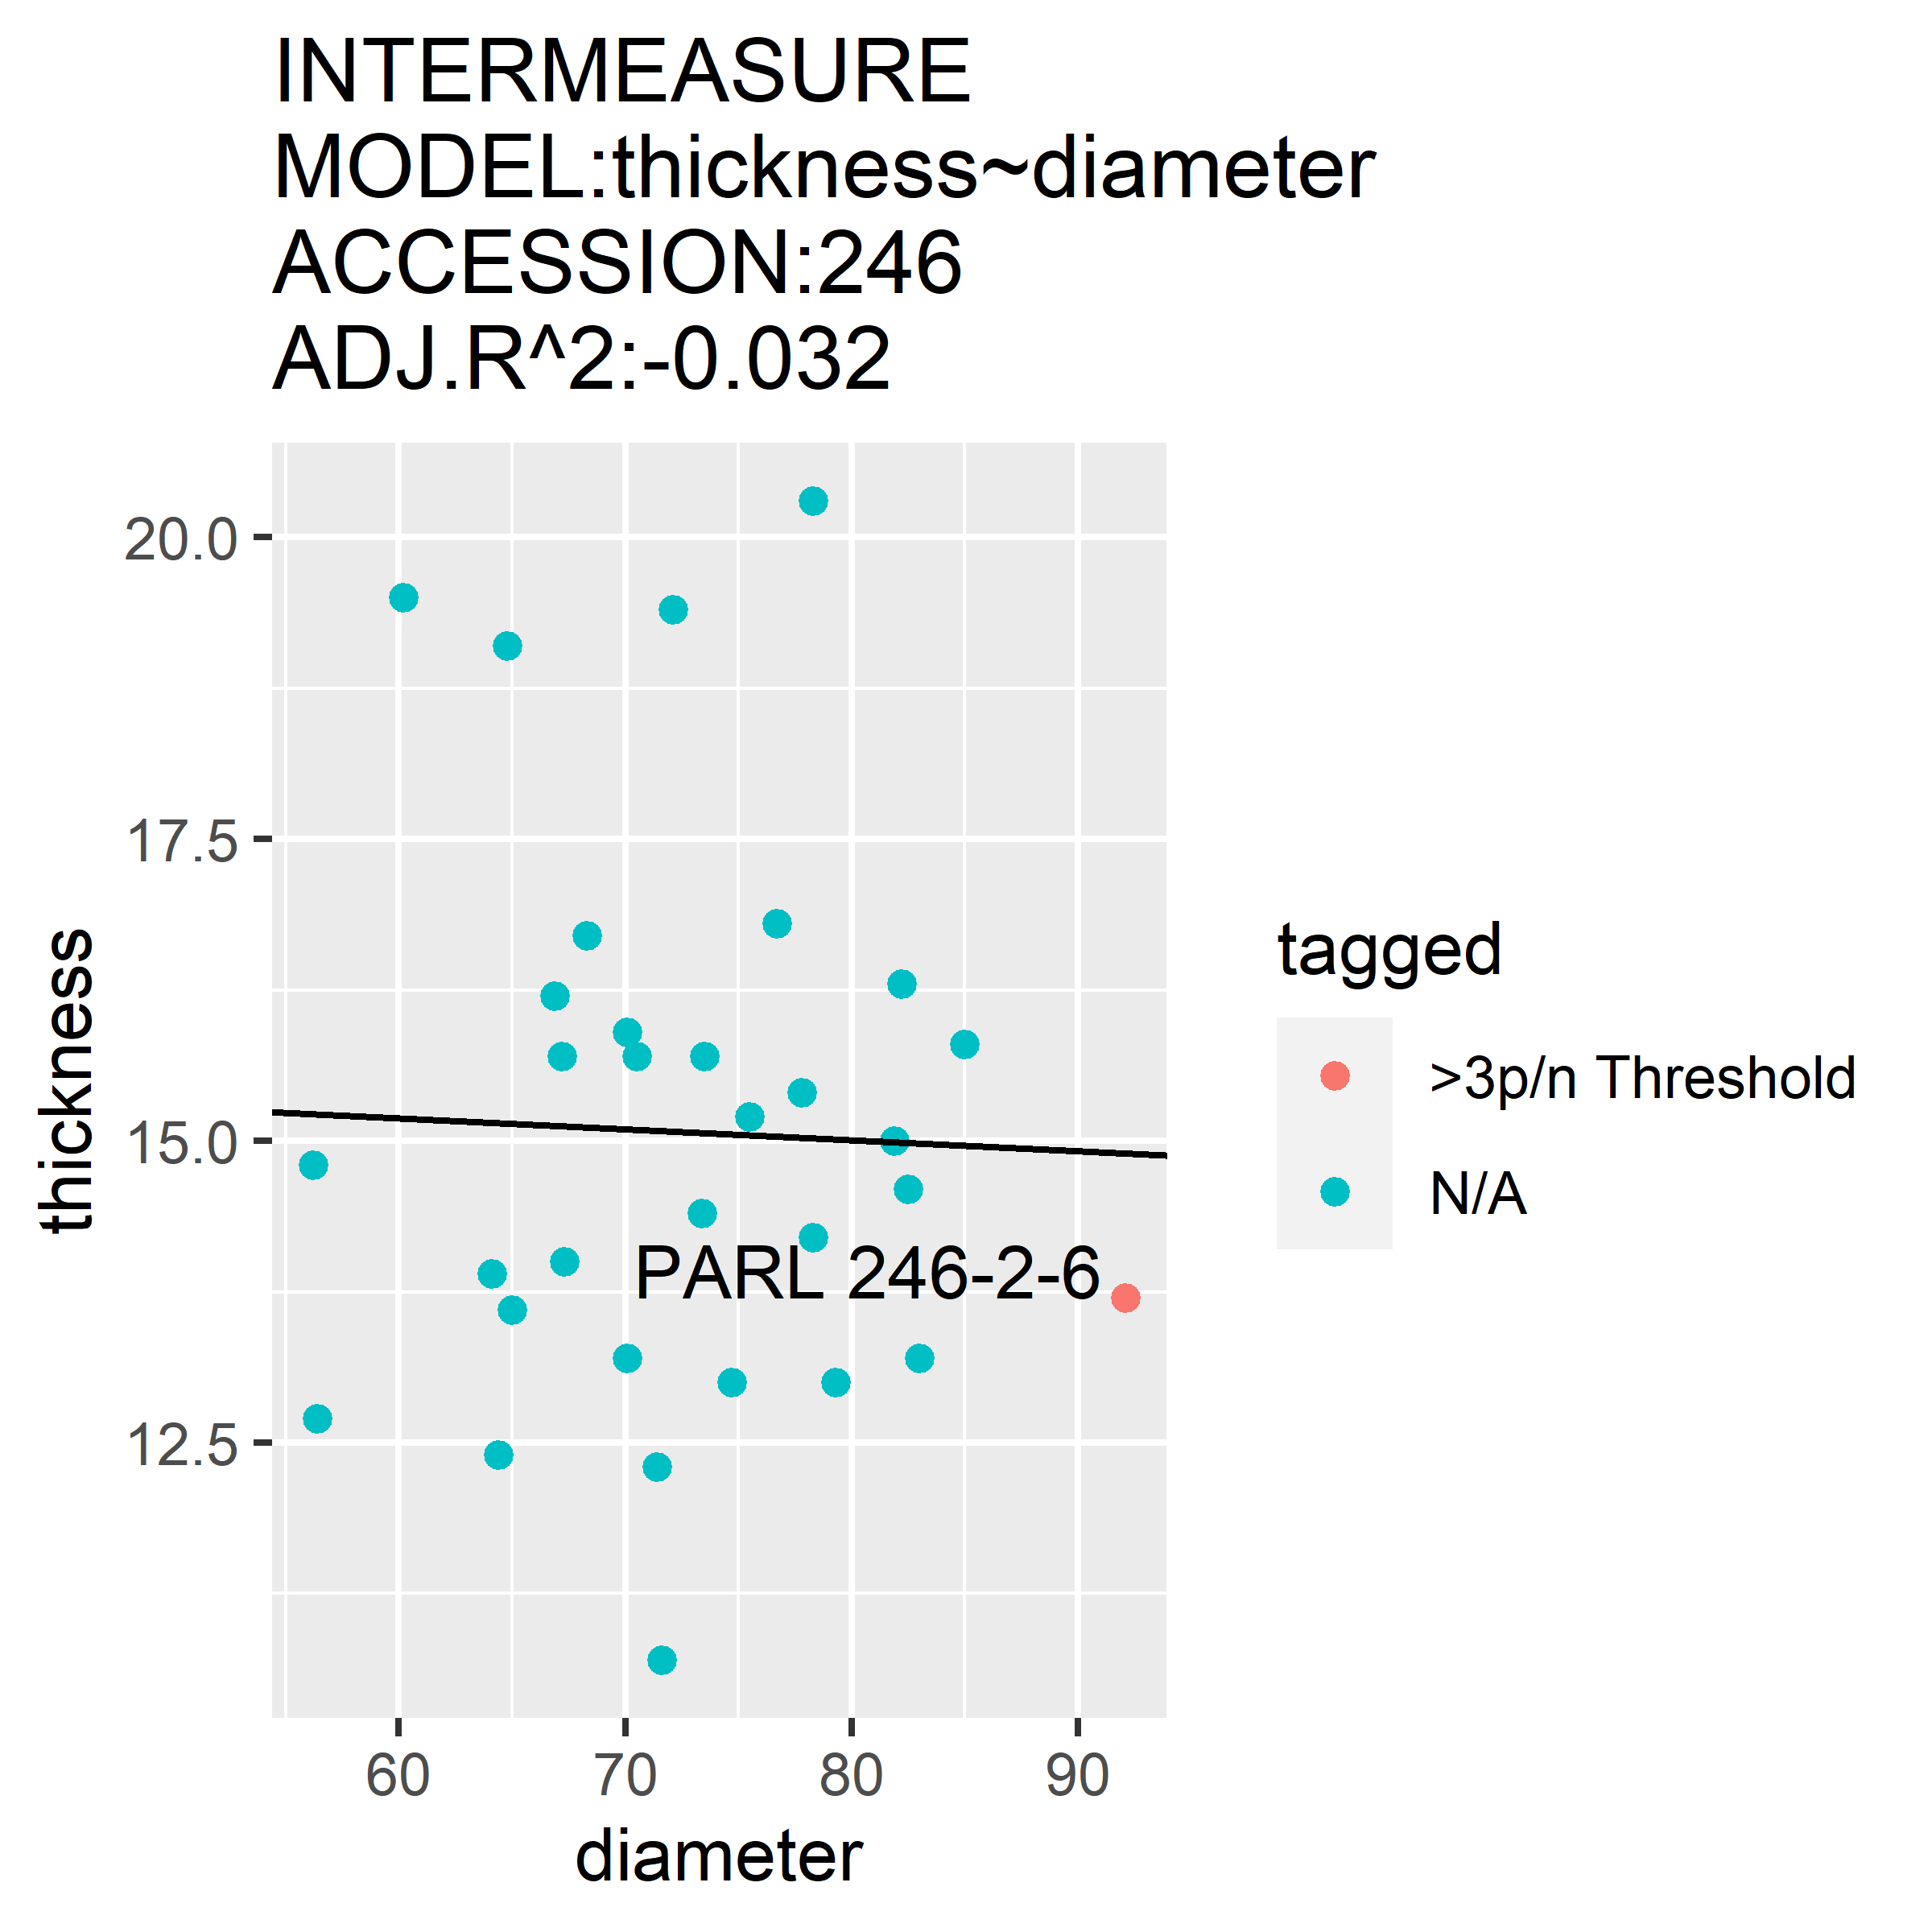 INTERMEASURE
MODEL:thickness~diameter
ACCESSION:246
ADJ.R^2:-0.032
20.0
17.5
15.0
12.5
thickness
PARL 246-2-6
60 70 80 90
diameter
tagged
>3p/n Threshold
N/A